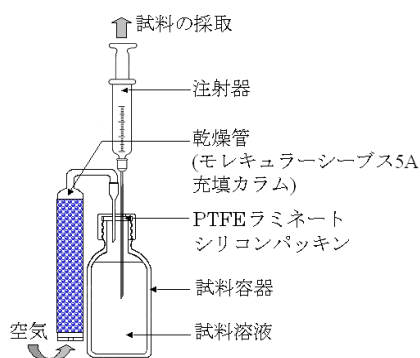 試料の採取
注射器
乾燥管
(モレキュラーシーブス5A
充填カラム)
PTFEラミネート
シリコンパッキン
試料容器
空気
試料溶液